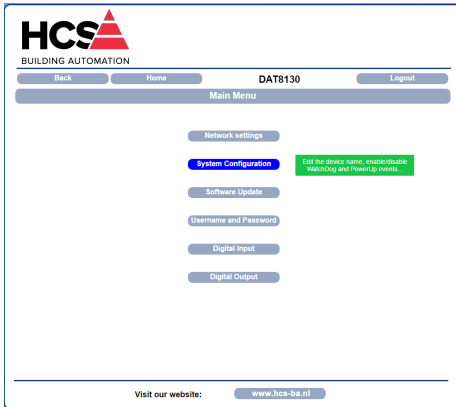 HCS
BUILDING AUTOMATION
Back Home DAT8130 Logout
Main Menu
Network settings
System Configuration
Edit the device name, enable/disable
WatchDog and PowerUp events...
Software Update
Username and Password
Digital Input
Digital Output
Visit our website: www.hcs-ba.nl